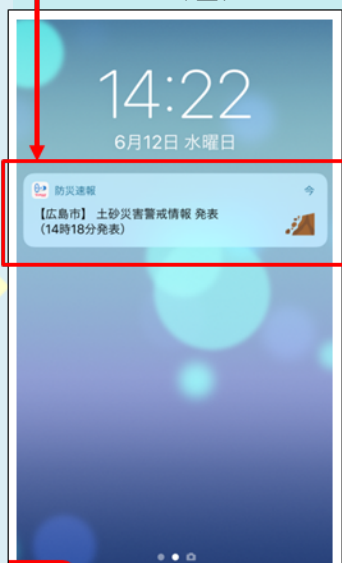 14:22
6月12日 水曜日
防災速報
今
【広島市】 土砂災害警戒情報 発表
(14時18分発表)